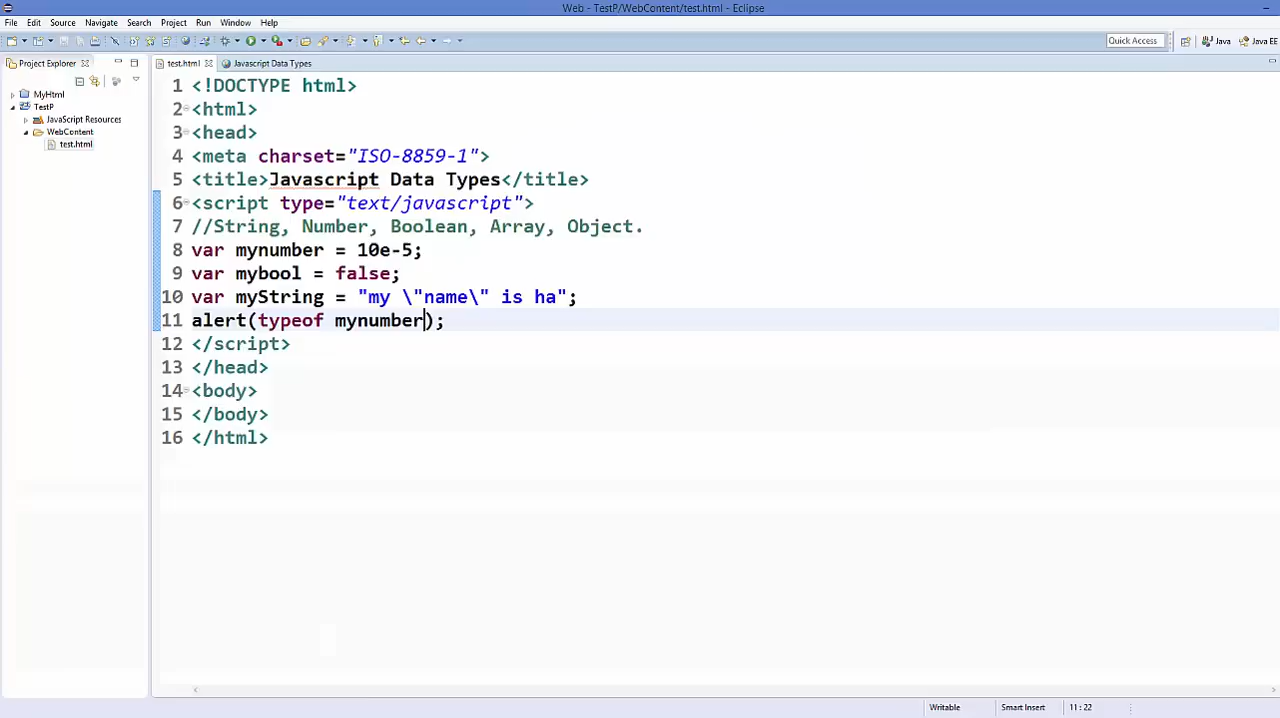 Web - TestP/WebContent/test.html - Eclipse
File Edit Source Navigate Search Project Run Window Help
Quick Access Java Java EE
Project Explorer test.html Javascript Data Types
MyHtml
TestP
JavaScript Resources
WebContent
test.html
1 <!DOCTYPE html>
2 <html>
3 <head>
4 <meta charset="ISO-8859-1">
5 <title>Javascript Data Types</title>
6 <script type="text/javascript">
7 //String, Number, Boolean, Array, Object.
8 var mynumber = 10e-5;
9 var mybool = false;
10 var myString = "my \"name\" is ha";
11 alert(typeof mynumber);
12 </script>
13 </head>
14 <body>
15 </body>
16 </html>
Writable Smart Insert 11 : 22